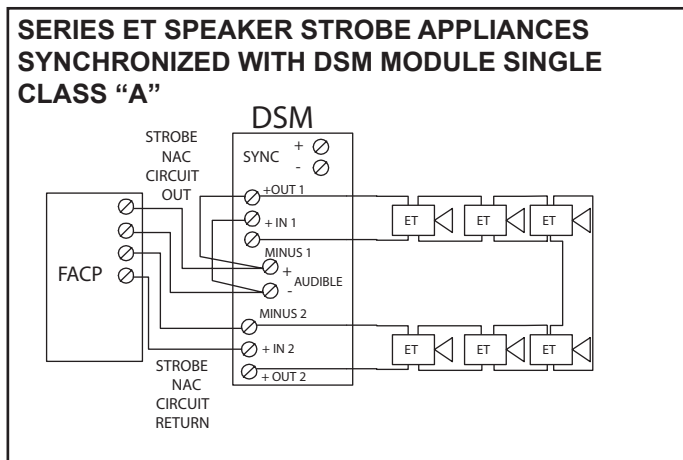 SERIES ET SPEAKER STROBE APPLIANCES
SYNCHRONIZED WITH DSM MODULE SINGLE
CLASS “A”
DSM
STROBE
NAC
CIRCUIT
OUT
SYNC
+
-
+OUT 1
+ IN 1
MINUS 1
+
AUDIBLE
-
MINUS 2
+ IN 2
+ OUT 2
FACP
STROBE
NAC
CIRCUIT
RETURN
ET
ET
ET
ET
ET
ET